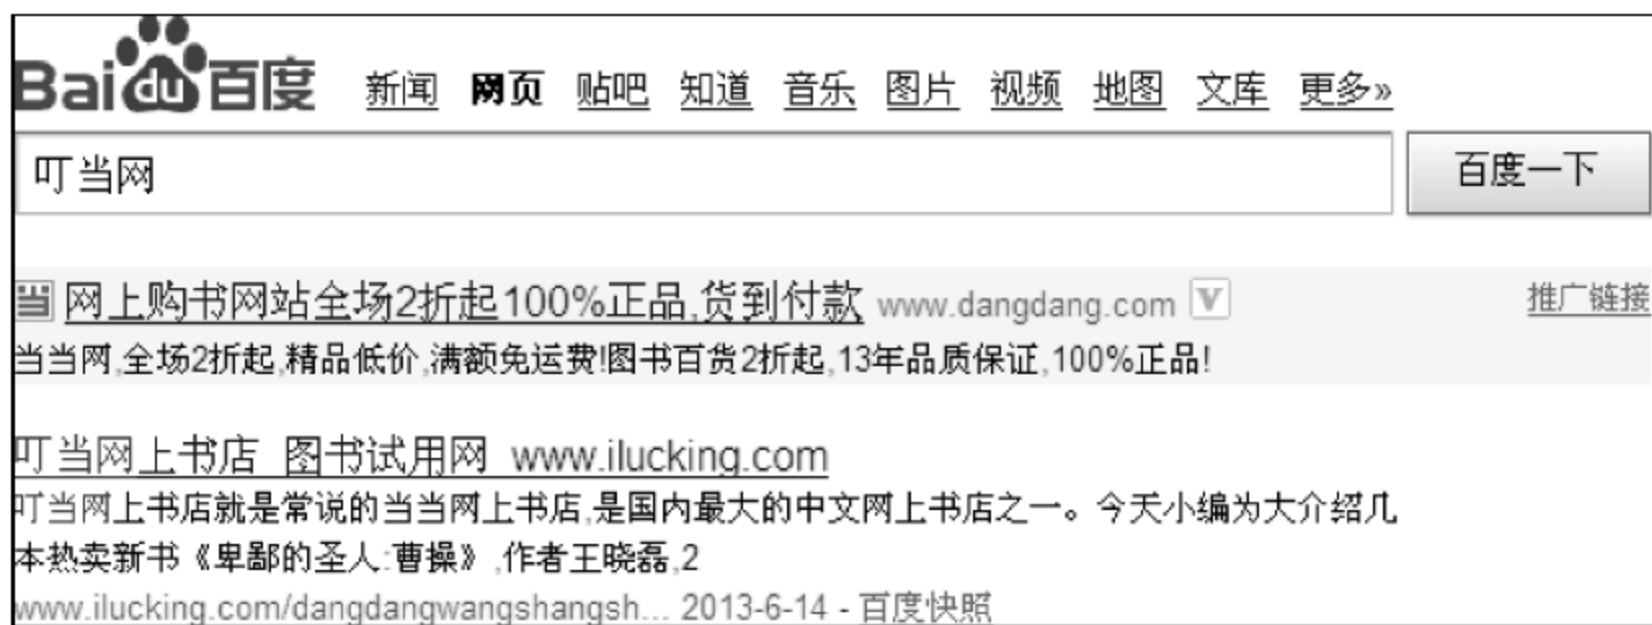 Baidu百度 新闻 网页 贴吧 知道 音乐 图片 视频 地图 文库 更多»
叮当网 百度一下
当 网上购书网站全场2折起100%正品,货到付款 www.dangdang.com V 推广链接
当当网,全场2折起,精品低价,满额免运费!图书百货2折起,13年品质保证,100%正品!
叮当网上书店 图书试用网 www.ilucking.com
叮当网上书店就是常说的当当网上书店,是国内最大的中文网上书店之一。今天小编为大介绍几
本热卖新书《卑鄙的圣人:曹操》,作者王晓磊,2
www.ilucking.com/dangdangwangshangsh... 2013-6-14 - 百度快照